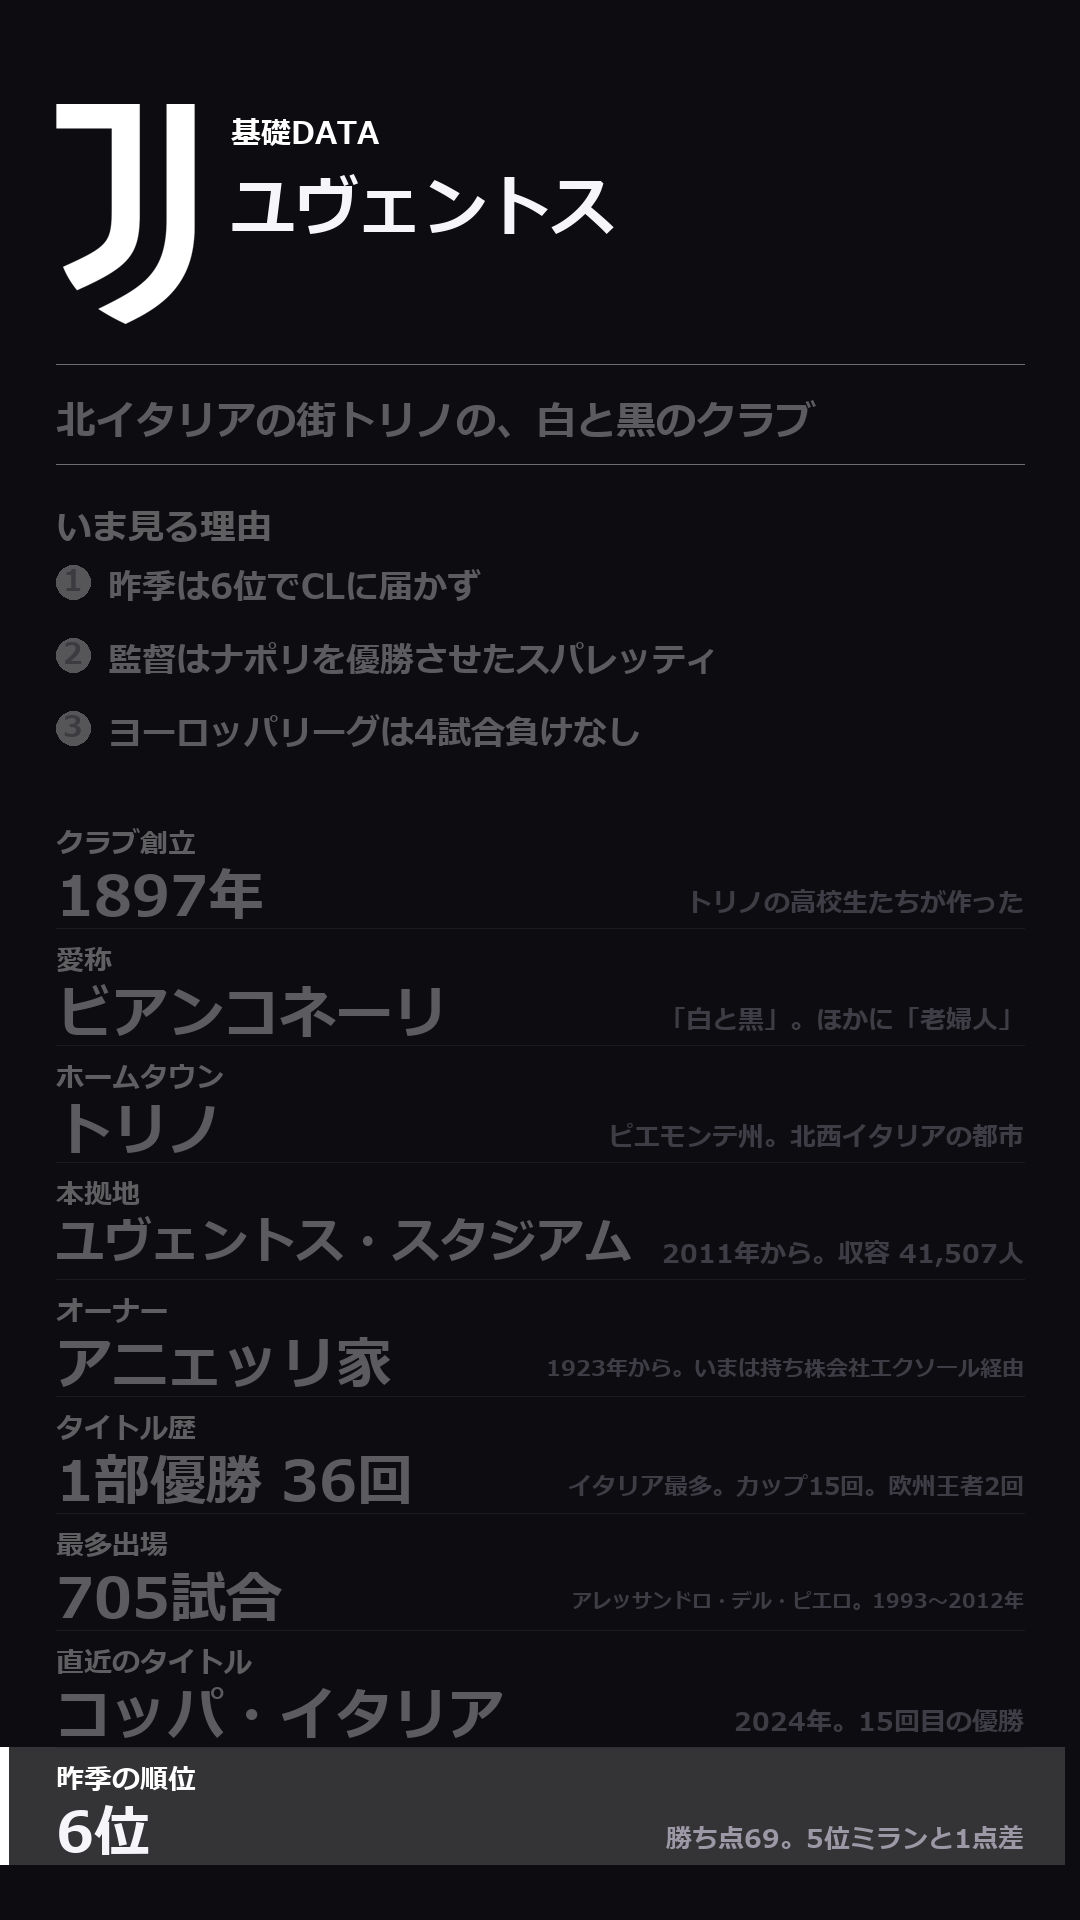 基礎DATA
ユヴェントス
北イタリアの街トリノの、白と黒のクラブ
いま見る理由
1 昨季は6位でCLに届かず
2 監督はナポリを優勝させたスパレッティ
3 ヨーロッパリーグは4試合負けなし
クラブ創立
1897年 トリノの高校生たちが作った
愛称
ビアンコネーリ 「白と黒」。ほかに「老婦人」
ホームタウン
トリノ ピエモンテ州。北西イタリアの都市
本拠地
ユヴェントス・スタジアム 2011年から。収容 41,507人
オーナー
アニェッリ家 1923年から。いまは持ち株会社エクソール経由
タイトル歴
1部優勝 36回 イタリア最多。カップ15回。欧州王者2回
最多出場
705試合 アレッサンドロ・デル・ピエロ。1993〜2012年
直近のタイトル
コッパ・イタリア 2024年。15回目の優勝
昨季の順位
6位 勝ち点69。5位ミランと1点差